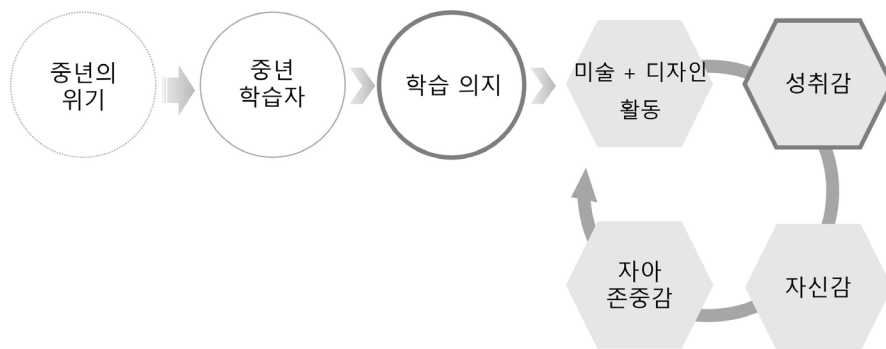 중년의
위기
중년
학습자
학습 의지
미술 + 디자인
활동
성취감
자신감
자아
존중감